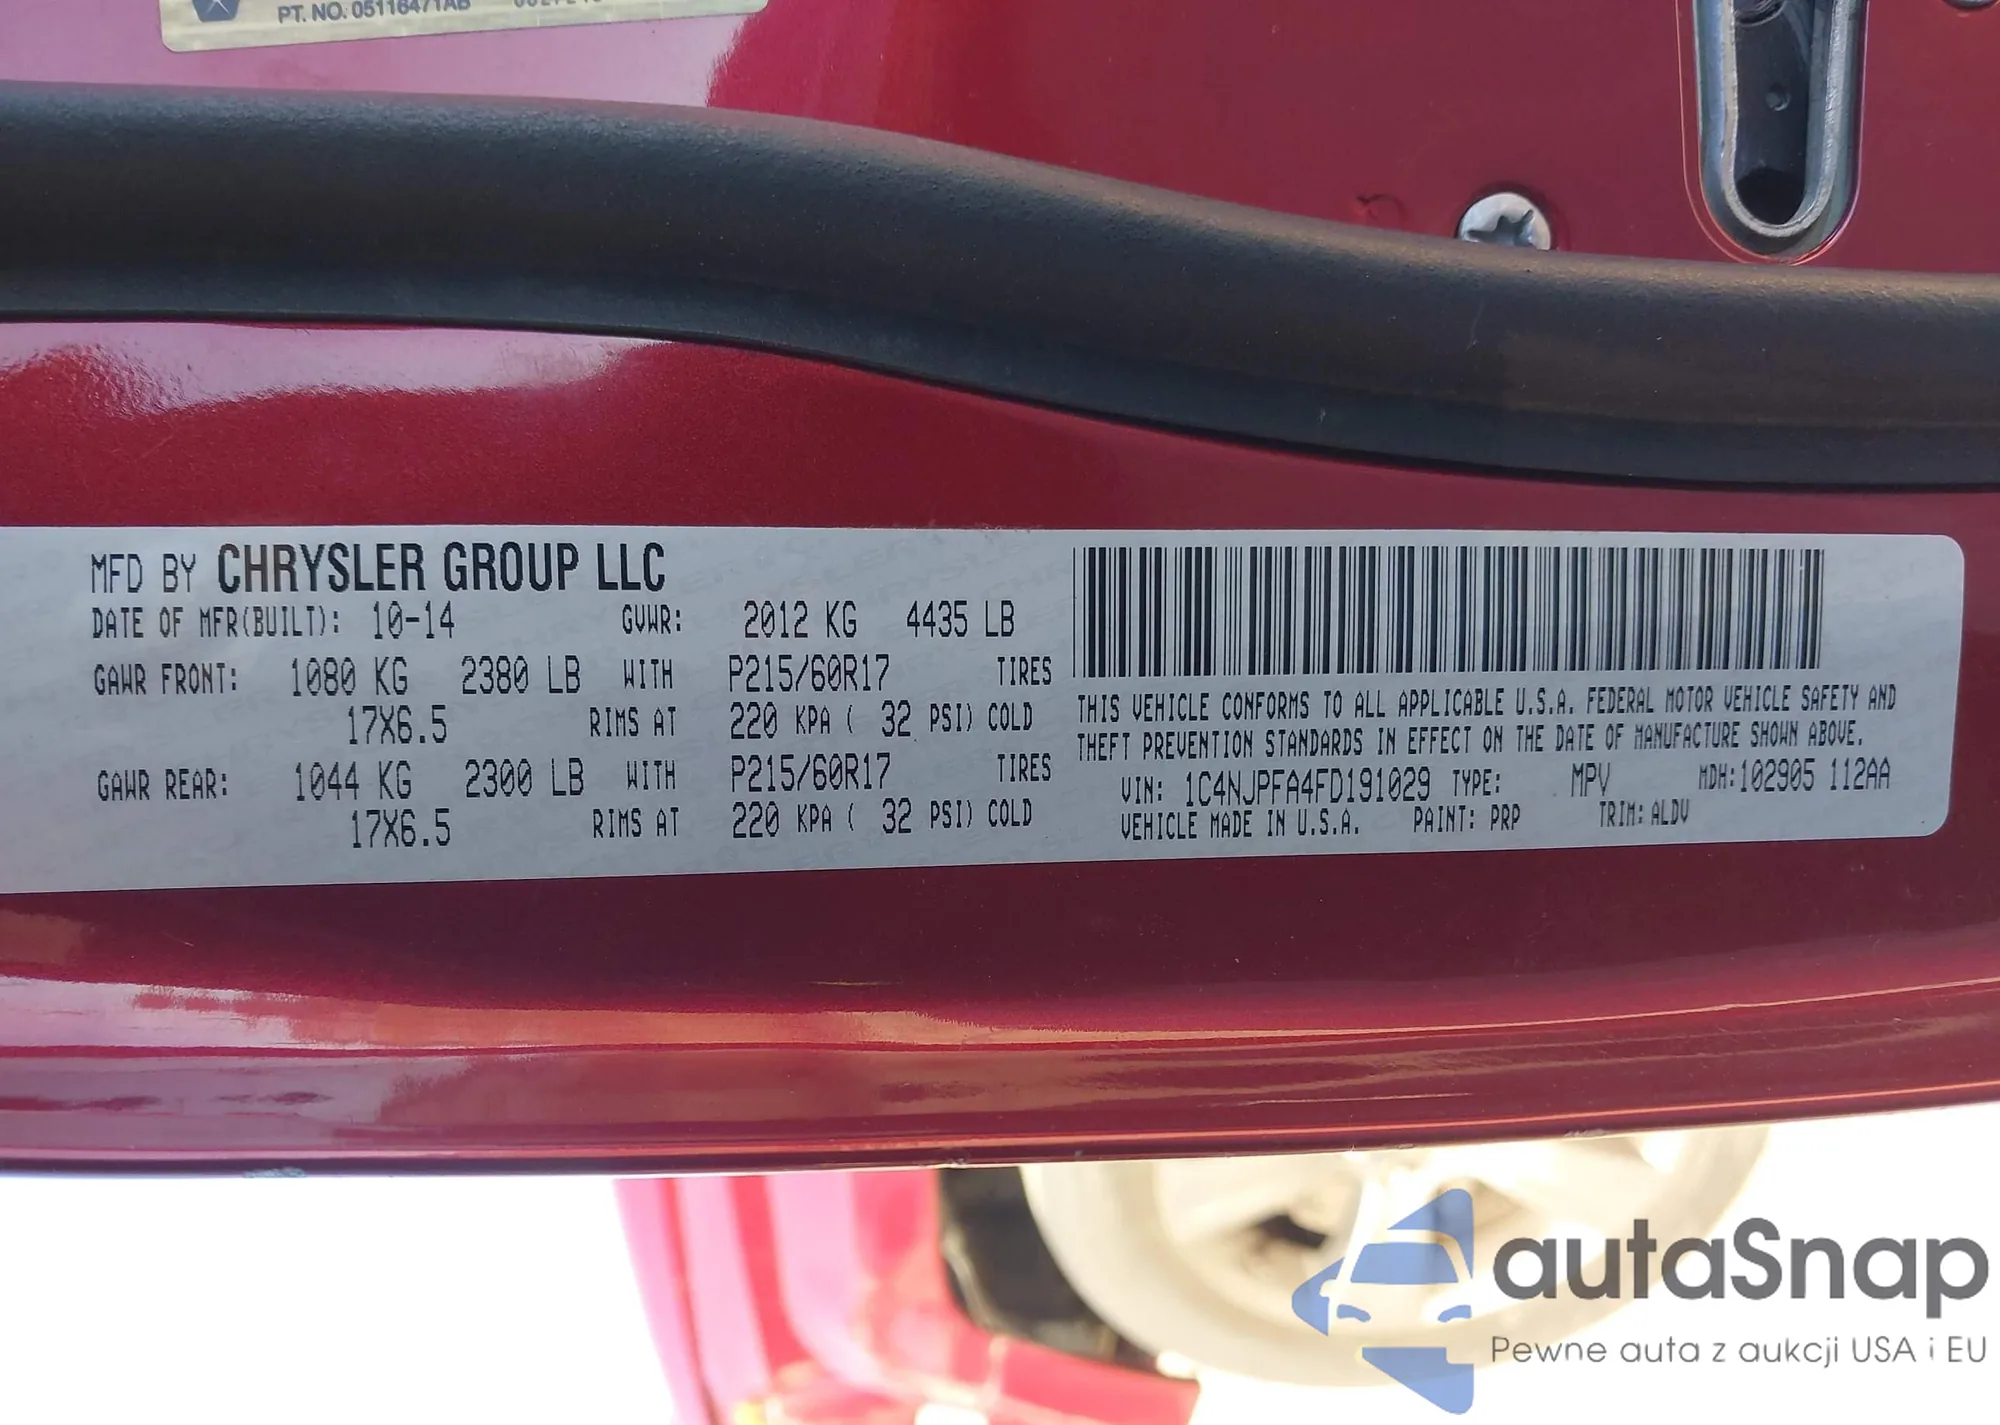 PT. NO. 05116471AB
MFD BY CHRYSLER GROUP LLC
DATE OF MFR(BUILT): 10-14 GVWR: 2012 KG 4435 LB
GAWR FRONT: 1080 KG 2380 LB WITH P215/60R17 TIRES
17X6.5 RIMS AT 220 KPA ( 32 PSI) COLD
GAWR REAR: 1044 KG 2300 LB WITH P215/60R17 TIRES
17X6.5 RIMS AT 220 KPA ( 32 PSI) COLD
THIS VEHICLE CONFORMS TO ALL APPLICABLE U.S.A. FEDERAL MOTOR VEHICLE SAFETY AND
THEFT PREVENTION STANDARDS IN EFFECT ON THE DATE OF MANUFACTURE SHOWN ABOVE.
VIN: 1C4NJPFA4FD191029 TYPE: MPV MDH:102905 112AA
VEHICLE MADE IN U.S.A. PAINT: PRP TRIM: ALDV
autaSnap
Pewne auta z aukcji USA i EU